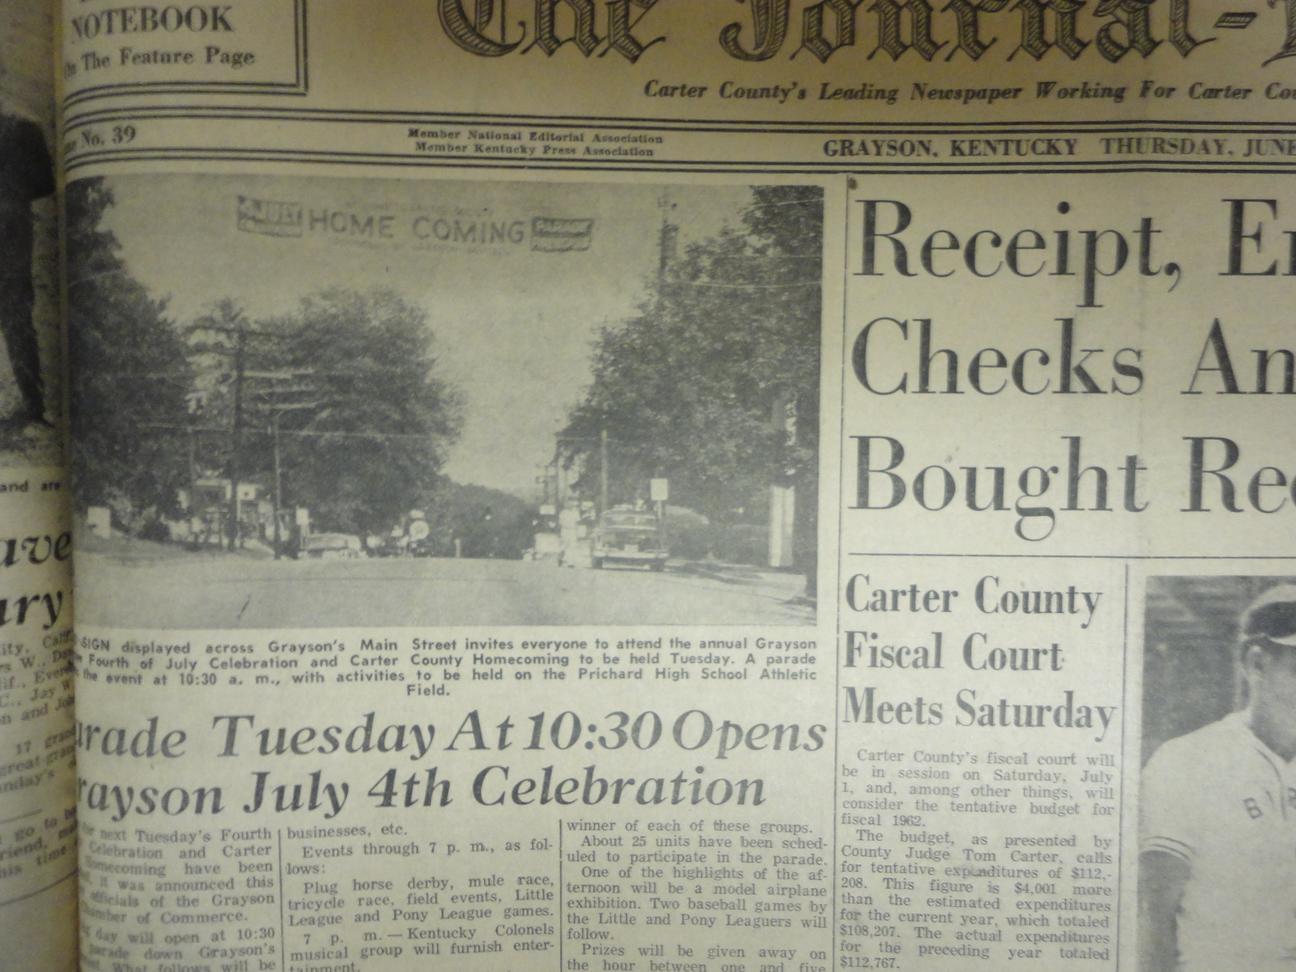 NOTEBOOK
The Feature Page
The Journal-
Carter County's Leading Newspaper Working For Carter
No. 39
Member National Editorial Association
Member Kentucky Press Association
GRAYSON, KENTUCKY THURSDAY, JUNE
JULY HOME COMING
SIGN displayed across Grayson's Main Street invites everyone to attend the annual Grayson
Fourth of July Celebration and Carter County Homecoming to be held Tuesday. A parade
the event at 10:30 a. m., with activities to be held on the Prichard High School Athletic
Field.
rade Tuesday At 10:30 Opens
rayson July 4th Celebration
next Tuesday's Fourth
Celebration and Carter
Homecoming have been
it was announced this
officials of the Grayson
mber of Commerce.
day will open at 10:30
parade down Grayson's
What follows will be
businesses, etc.
Events through 7 p. m., as fol-
lows:
Plug horse derby, mule race,
tricycle race, field events, Little
League and Pony League games.
7 p. m. — Kentucky Colonels
musical group will furnish enter-
tainment.
winner of each of these groups.
About 25 units have been sched-
uled to participate in the parade.
One of the highlights of the af-
ternoon will be a model airplane
exhibition. Two baseball games by
the Little and Pony Leaguers will
follow.
Prizes will be given away on
the hour between one and five
Receipt,
Checks An
Bought Re
Carter County
Fiscal Court
Meets Saturday
Carter County's fiscal court will
be in session on Saturday, July
1, and, among other things, will
consider the tentative budget for
fiscal 1962.
The budget, as presented by
County Judge Tom Carter, calls
for tentative expenditures of $112,-
208. This figure is $4,001 more
than the estimated expenditures
for the current year, which totaled
$108,207. The actual expenditures
for the preceding year totaled
$112,767.
and are
ave
ury
17